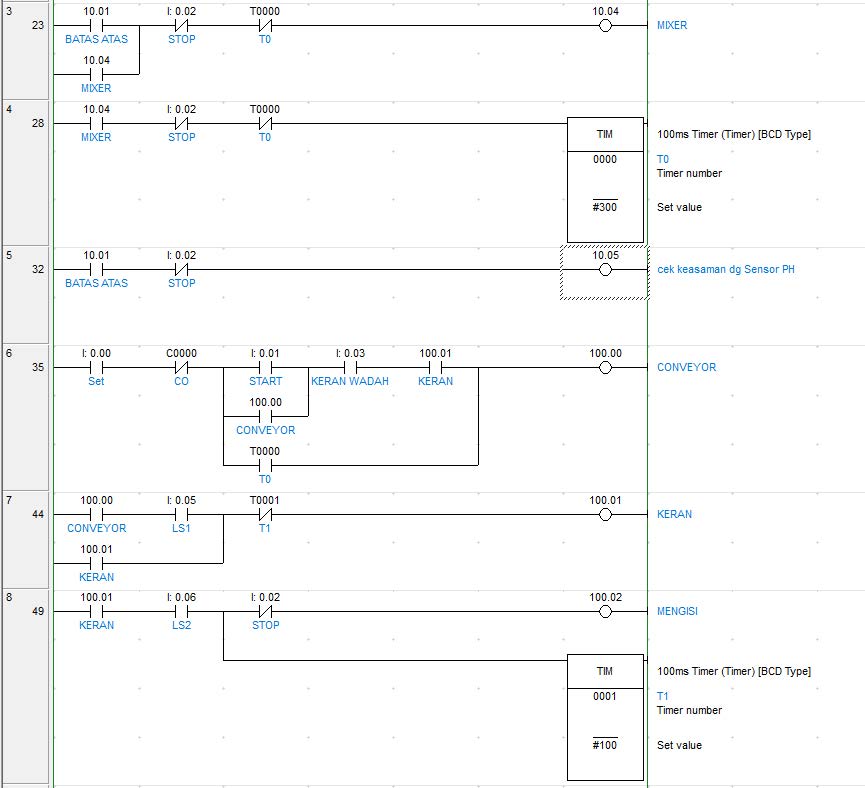 3
23
10.01 I: 0.02 T0000 10.04
BATAS ATAS STOP T0 MIXER
10.04
MIXER
4
28
10.04 I: 0.02 T0000
MIXER STOP T0
TIM 100ms Timer (Timer) [BCD Type]
0000 T0
Timer number
#300 Set value
5
32
10.01 I: 0.02 10.05
BATAS ATAS STOP cek keasaman dg Sensor PH
6
35
I: 0.00 C0000 I: 0.01 I: 0.03 100.01 100.00
Set CO START KERAN WADAH KERAN CONVEYOR
100.00
CONVEYOR
T0000
T0
7
44
100.00 I: 0.05 T0001 100.01
CONVEYOR LS1 T1 KERAN
100.01
KERAN
8
49
100.01 I: 0.06 I: 0.02 100.02
KERAN LS2 STOP MENGISI
TIM 100ms Timer (Timer) [BCD Type]
0001 T1
Timer number
#100 Set value